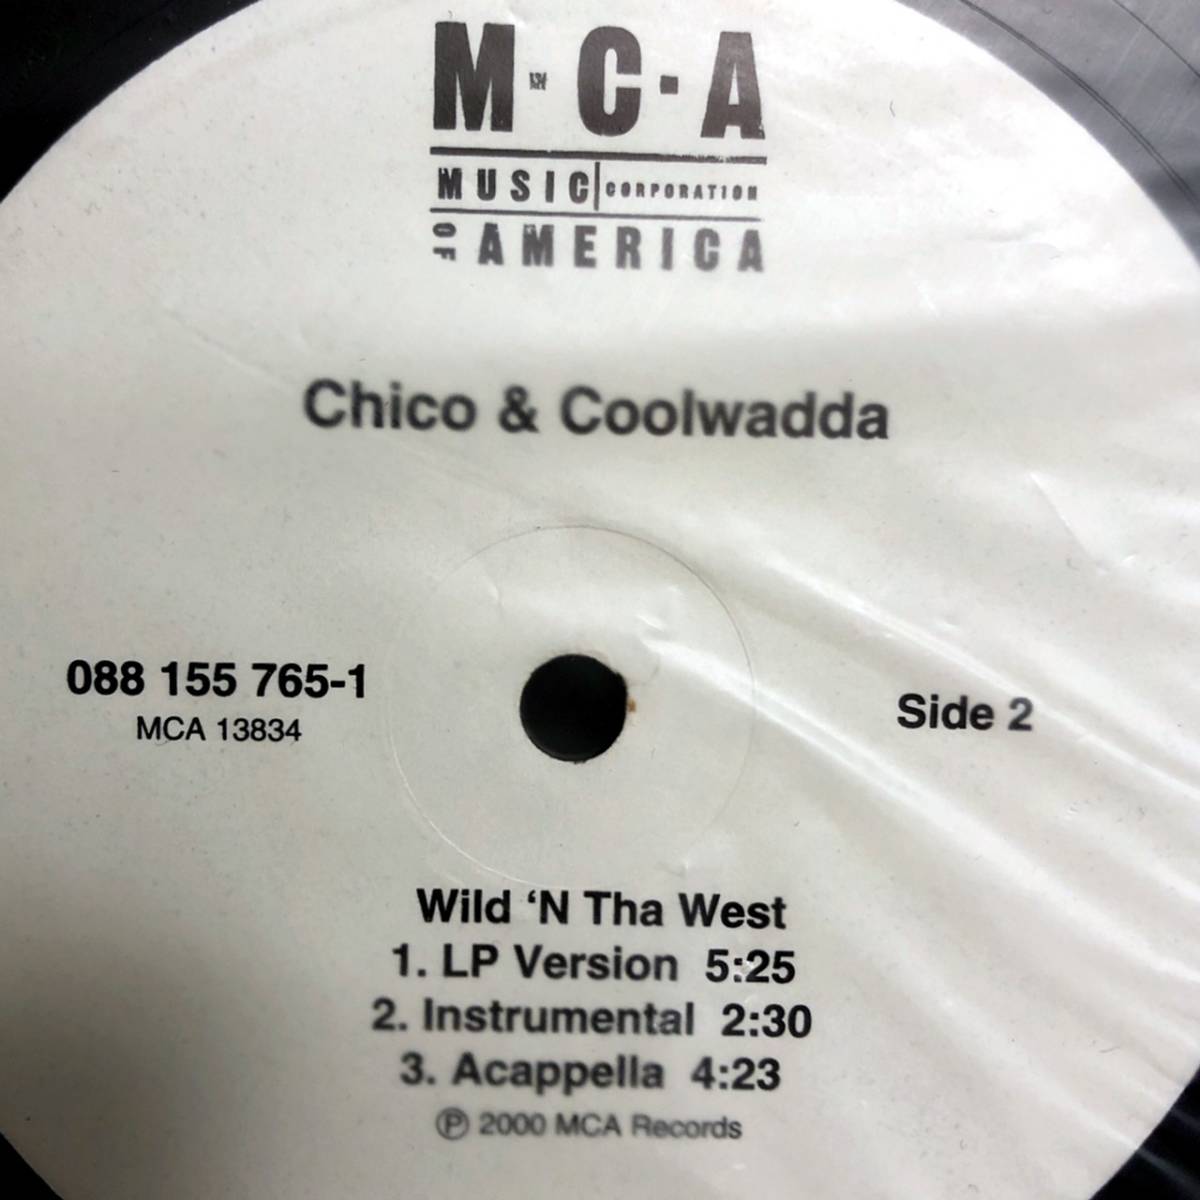 M·C·A
MUSIC CORPORATION
OF AMERICA
Chico & Coolwadda
088 155 765-1
MCA 13834
Side 2
Wild ‘N Tha West
1. LP Version 5:25
2. Instrumental 2:30
3. Acappella 4:23
Ⓟ 2000 MCA Records